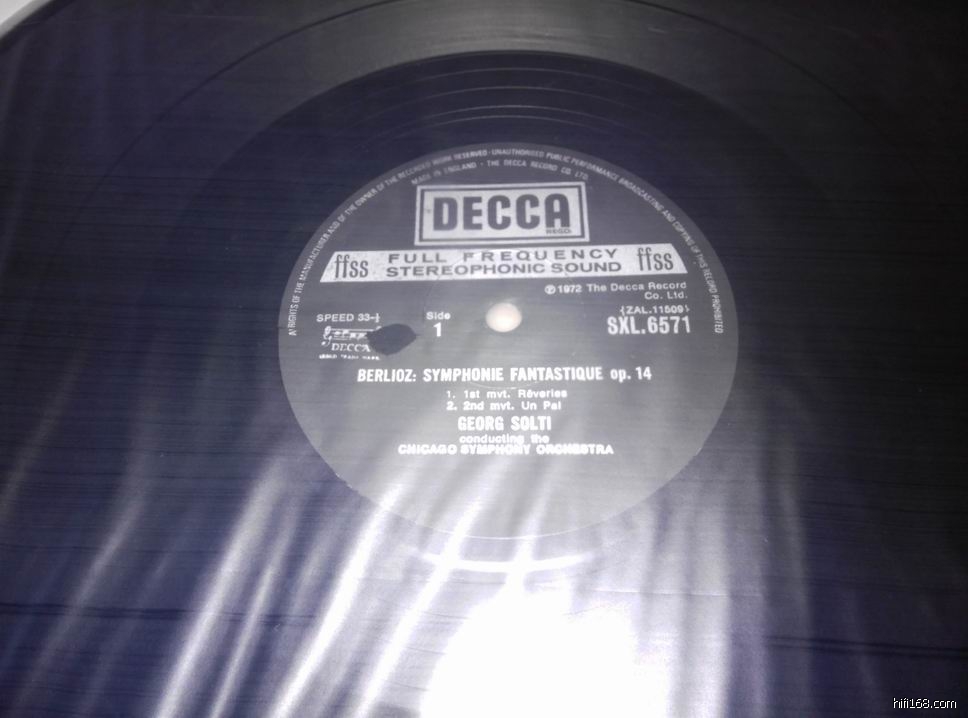 ALL RIGHTS OF THE MANUFACTURER AND OF THE OWNER OF THE RECORDED WORK RESERVED · UNAUTHORISED PUBLIC PERFORMANCE BROADCASTING AND COPYING OF THIS RECORD PROHIBITED
MADE IN ENGLAND · THE DECCA RECORD CO. LTD.
DECCA
REGD.
ffss FULL FREQUENCY STEREOPHONIC SOUND ffss
℗ 1972 The Decca Record
Co. Ltd.
SPEED 33-⅓
Side
1
(ZAL.11509)
SXL.6571
DECCA
BERLIOZ: SYMPHONIE FANTASTIQUE op. 14
1. 1st mvt. Rêveries
2. 2nd mvt. Un Bal
GEORG SOLTI
conducting the
CHICAGO SYMPHONY ORCHESTRA
hifi168.com